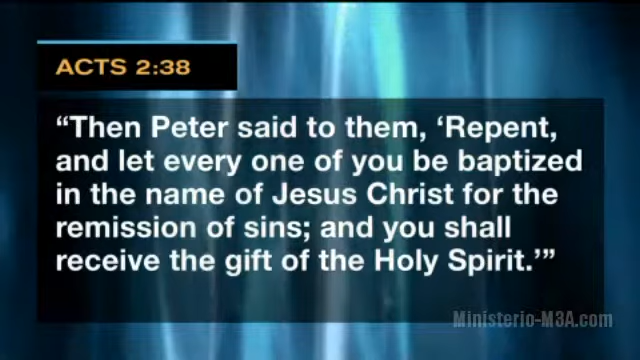 ACTS 2:38
“Then Peter said to them, ‘Repent,
and let every one of you be baptized
in the name of Jesus Christ for the
remission of sins; and you shall
receive the gift of the Holy Spirit.’”
Ministerio-M3A.com